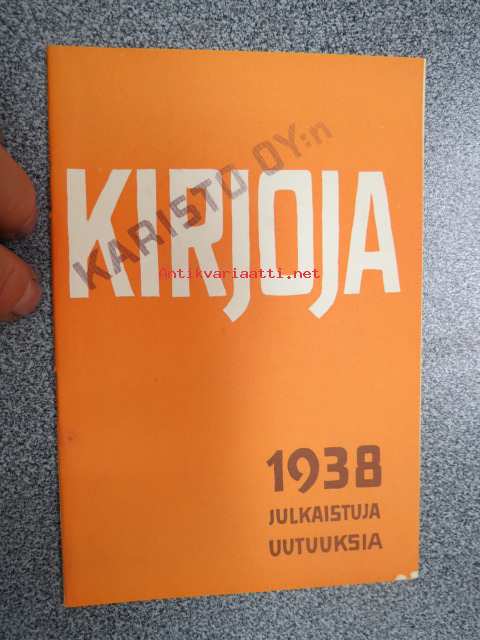 KARISTO OY:n
KIRJOJA
Antikvariaatti.net
1938
JULKAISTUJA
UUTUUKSIA